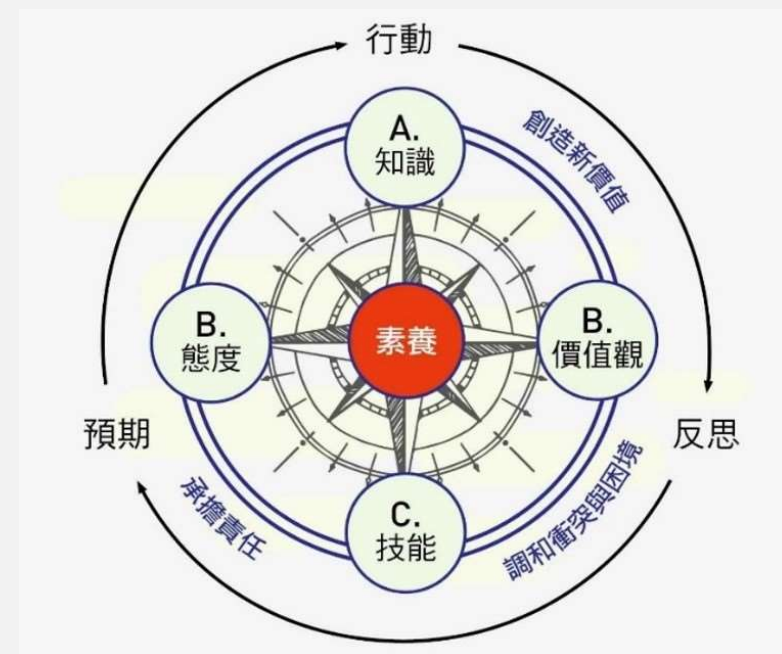 行動
A.
知識
創造新價值
B.
態度
素養
B.
價值觀
預期
反思
承擔責任
C.
技能
調和衝突與困境